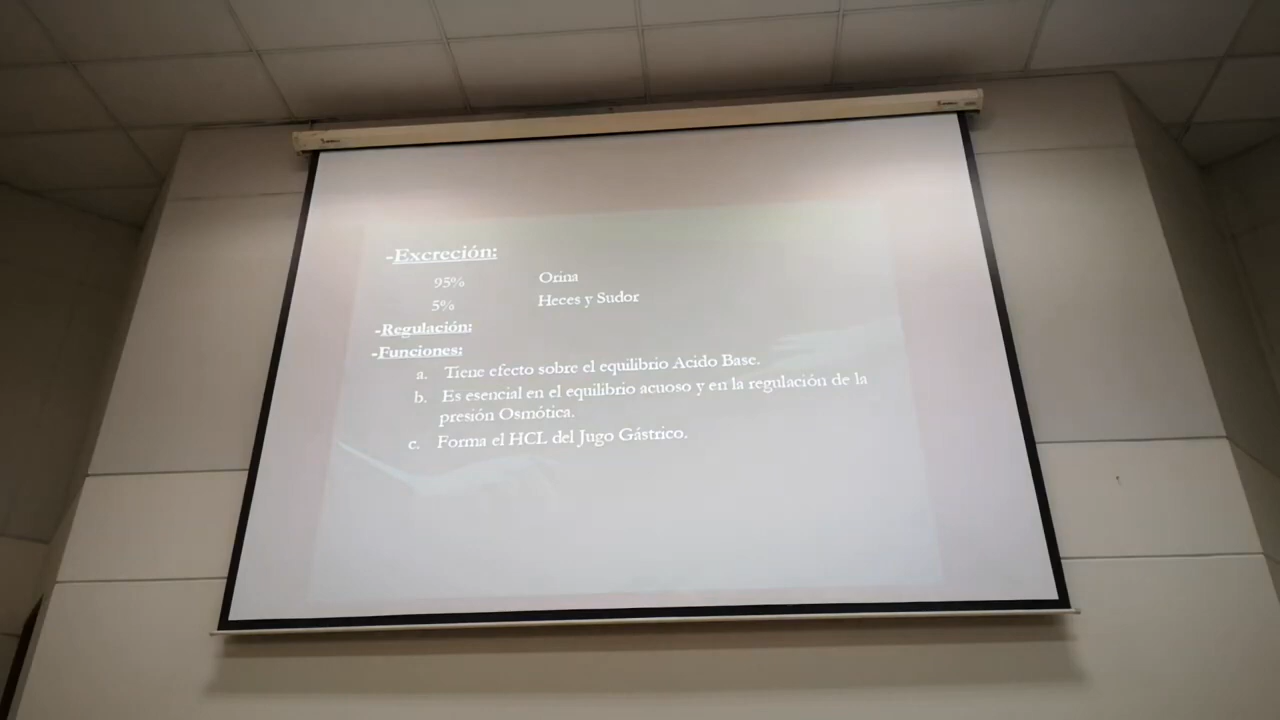 -Excreción:
95% Orina
5% Heces y Sudor
-Regulación:
-Funciones:
a. Tiene efecto sobre el equilibrio Acido Base.
b. Es esencial en el equilibrio acuoso y en la regulación de la
presión Osmótica.
c. Forma el HCL del Jugo Gástrico.